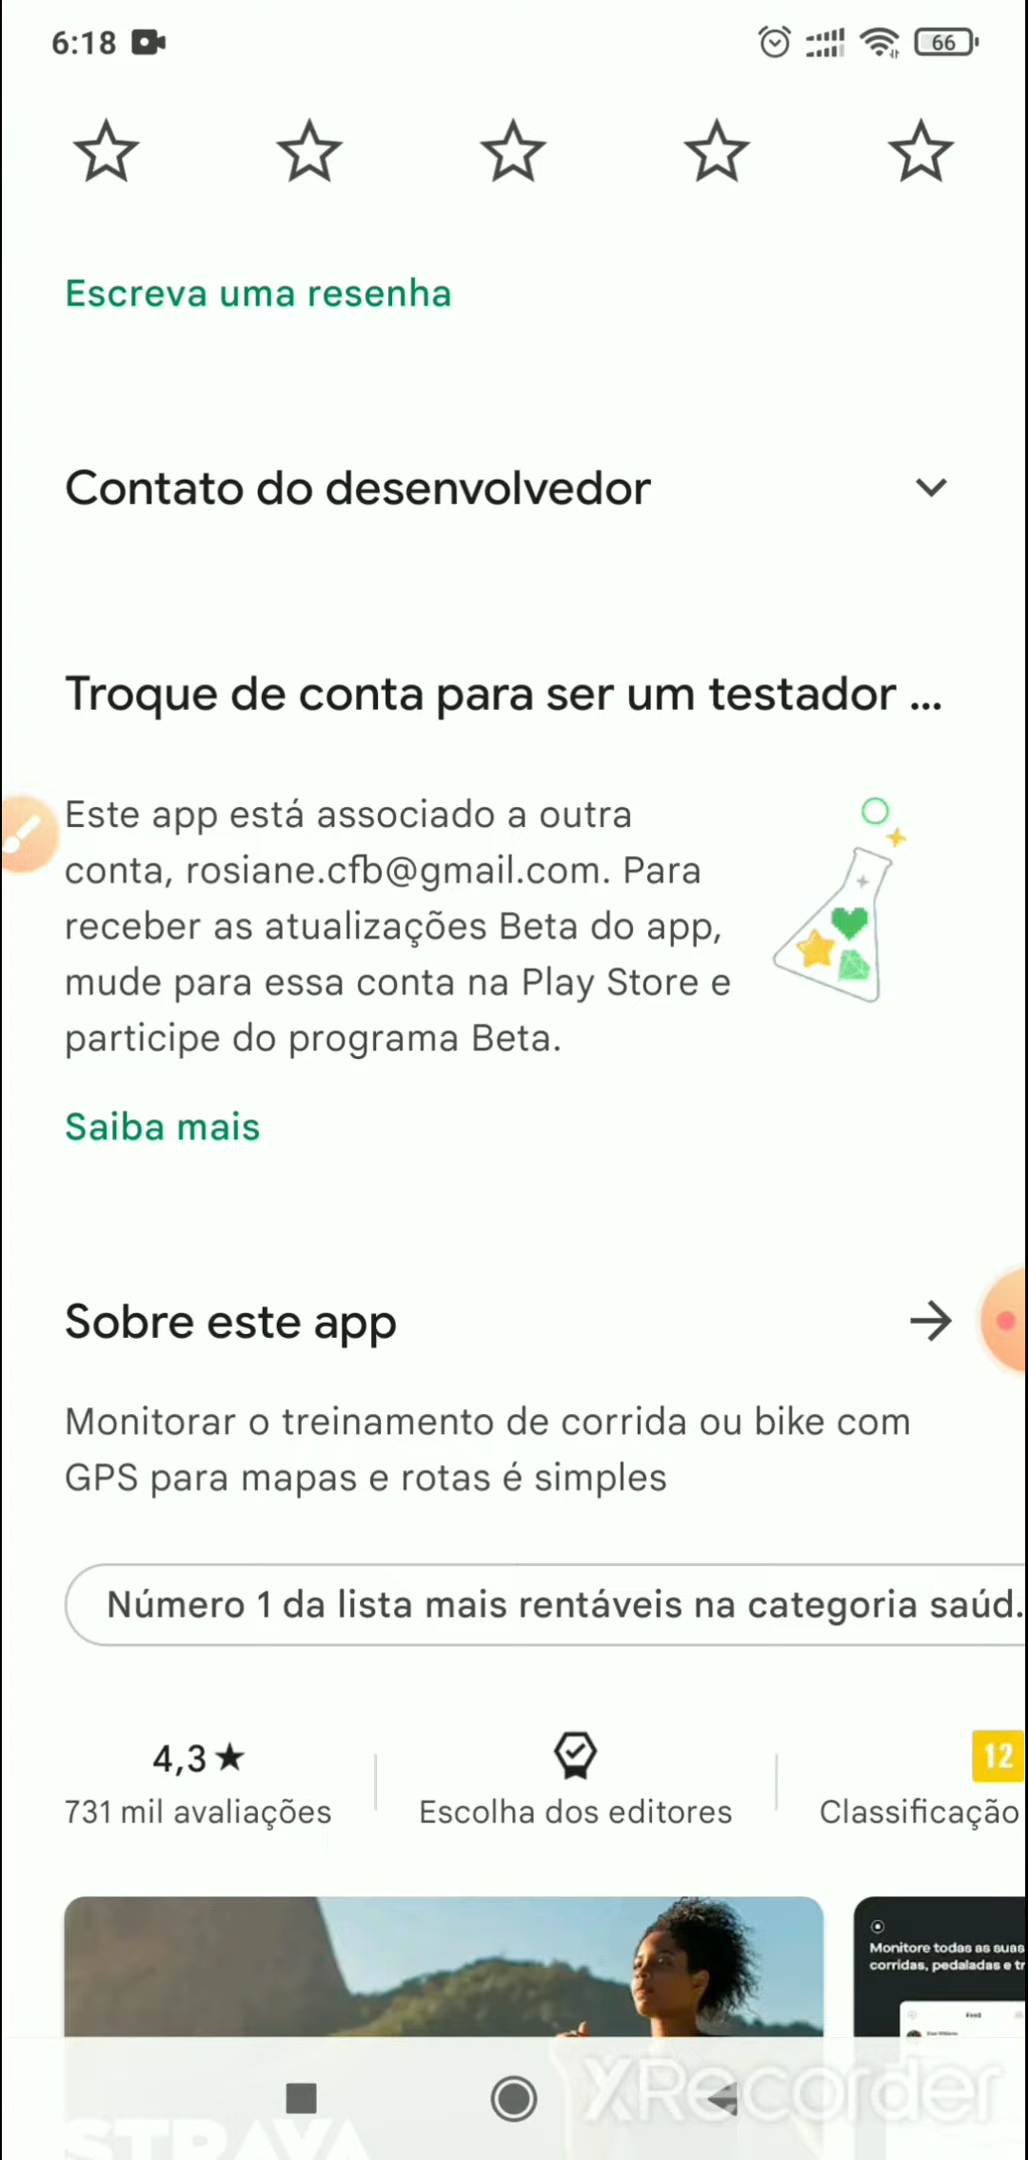 6:18
66
Escreva uma resenha
Contato do desenvolvedor
Troque de conta para ser um testador ...
Este app está associado a outra
conta, rosiane.cfb@gmail.com. Para
receber as atualizações Beta do app,
mude para essa conta na Play Store e
participe do programa Beta.
Saiba mais
Sobre este app
Monitorar o treinamento de corrida ou bike com
GPS para mapas e rotas é simples
Número 1 da lista mais rentáveis na categoria saúd.
4,3★
731 mil avaliações
Escolha dos editores
12
Classificação
Monitore todas as suas
corridas, pedaladas e tr
Feed
XRecorder
STRAVA